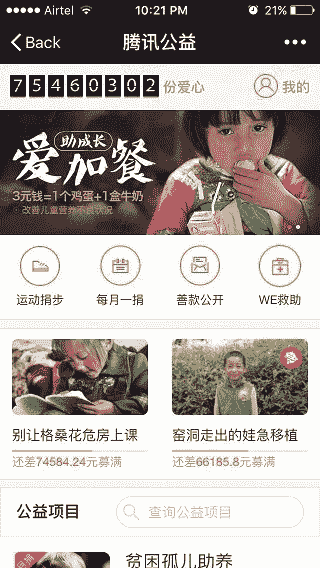 Airtel 10:21 PM 21%
Back 腾讯公益
75460302 份爱心 我的
爱加餐
助成长
3元钱=1个鸡蛋+1盒牛奶
改善儿童营养不良状况
运动捐步 每月一捐 善款公开 WE救助
别让格桑花危房上课 窑洞走出的娃急移植
还差74584.24元募满 还差66185.8元募满
公益项目 查询公益项目
贫困孤儿助养